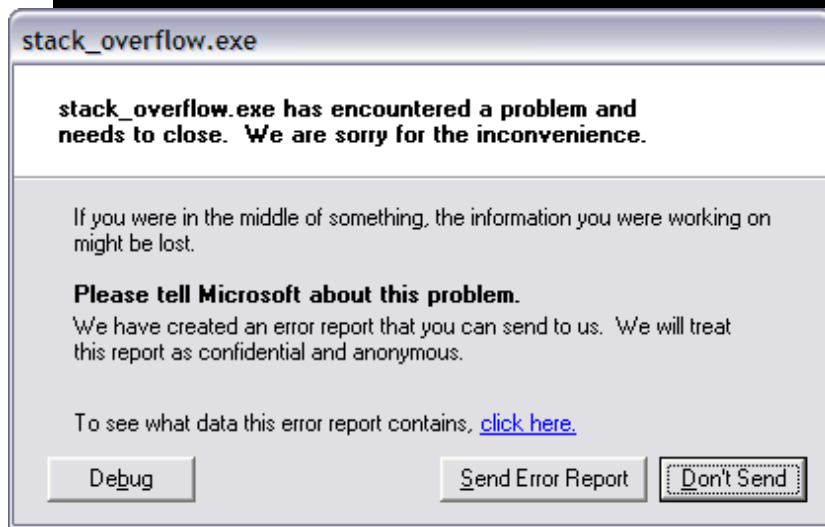 stack_overflow.exe
stack_overflow.exe has encountered a problem and
needs to close.  We are sorry for the inconvenience.
If you were in the middle of something, the information you were working on
might be lost.
Please tell Microsoft about this problem.
We have created an error report that you can send to us.  We will treat
this report as confidential and anonymous.
To see what data this error report contains, click here.
Debug
Send Error Report
Don't Send